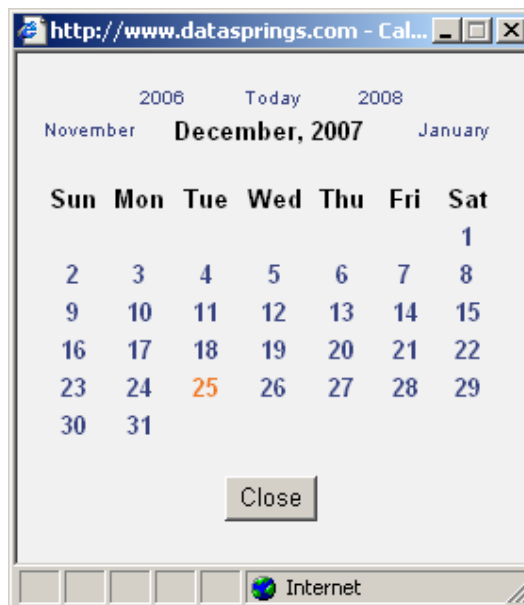 http://www.datasprings.com - Cal...
2006 Today 2008
November December, 2007 January
Sun Mon Tue Wed Thu Fri Sat
1
2 3 4 5 6 7 8
9 10 11 12 13 14 15
16 17 18 19 20 21 22
23 24 25 26 27 28 29
30 31
Close
Internet